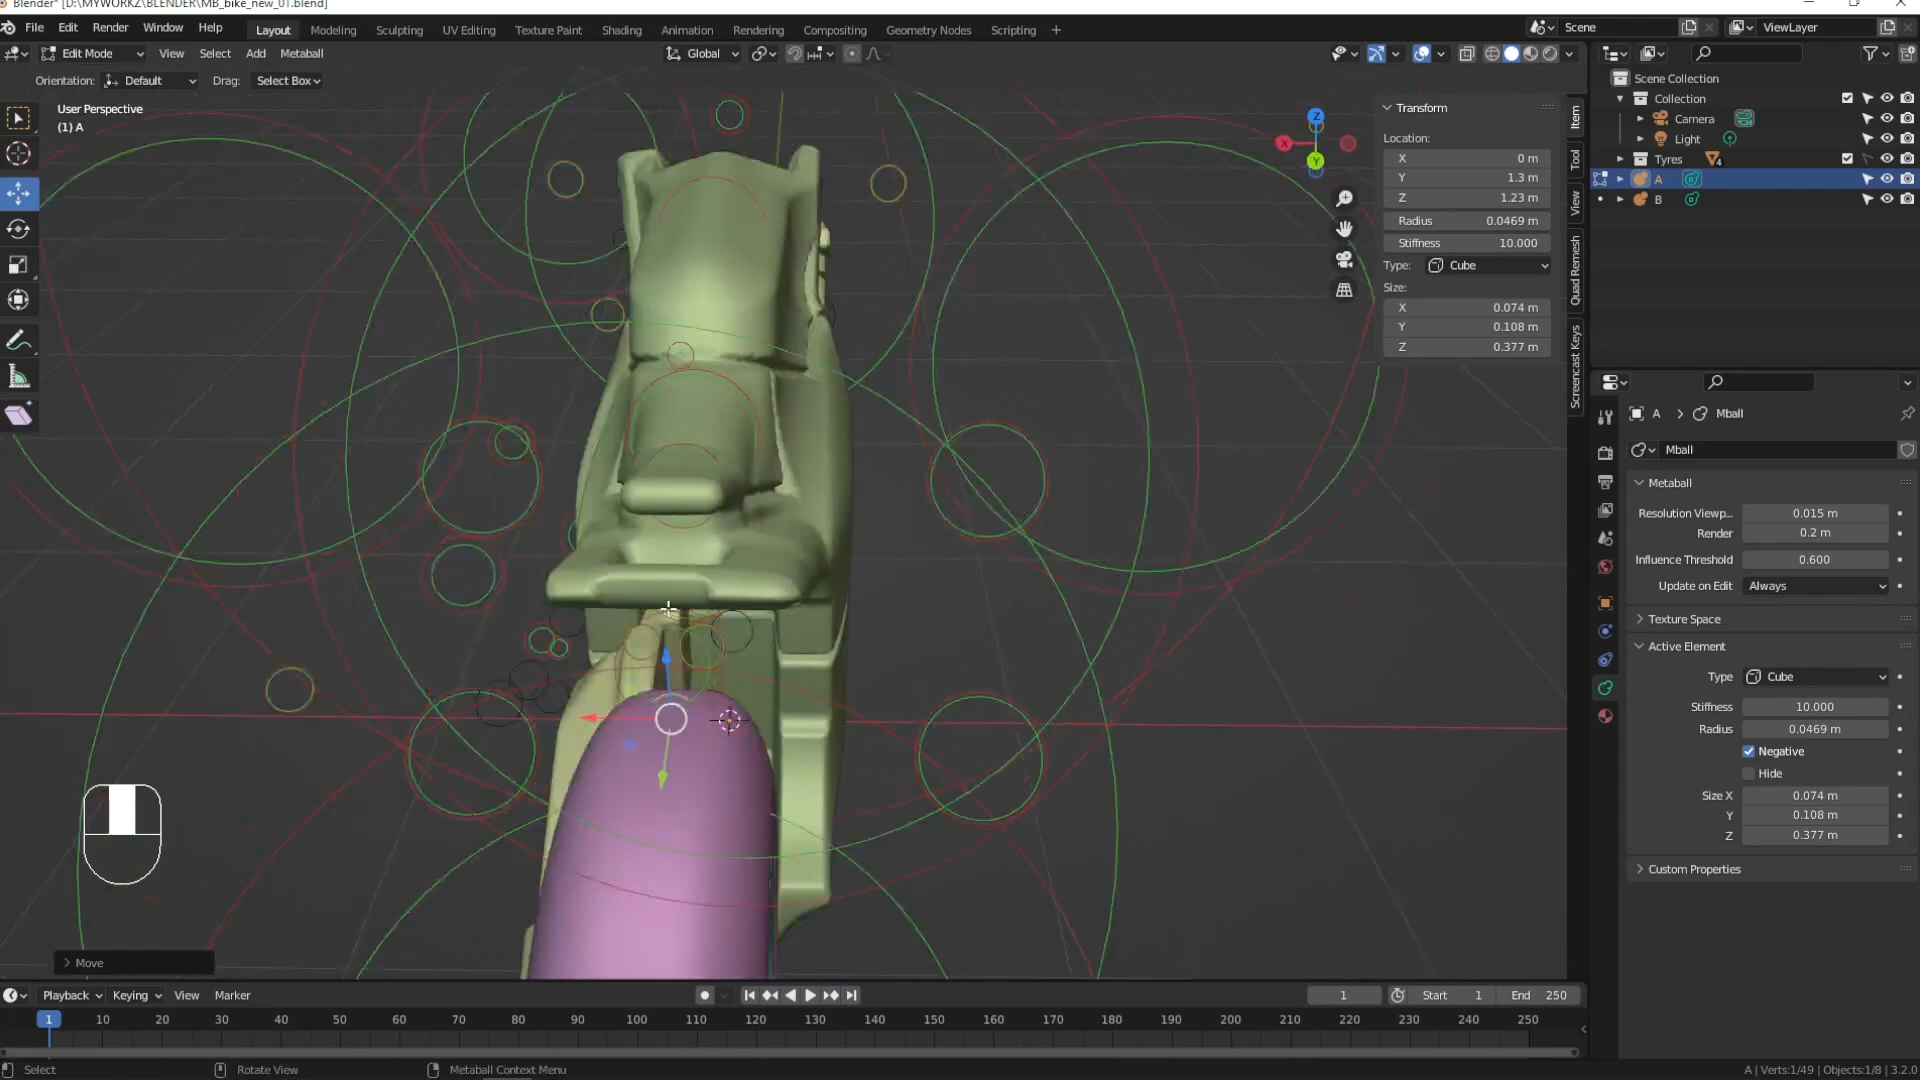 Blender* [D:\MYWORKZ\BLENDER\MB_bike_new_01.blend]
File Edit Render Window Help Layout Modeling Sculpting UV Editing Texture Paint Shading Animation Rendering Compositing Geometry Nodes Scripting + Scene ViewLayer
Edit Mode View Select Add Metaball Global
Orientation: Default Drag: Select Box
User Perspective
(1) A
Z
X
Y
Transform
Location:
X 0 m
Y 1.3 m
Z 1.23 m
Radius 0.0469 m
Stiffness 10.000
Type: Cube
Size:
X 0.074 m
Y 0.108 m
Z 0.377 m
Item
Tool
View
Quad Remesh
Screencast Keys
Scene Collection
Collection
Camera
Light
Tyres 4
A
B
A > Mball
Mball
Metaball
Resolution Viewp... 0.015 m
Render 0.2 m
Influence Threshold 0.600
Update on Edit Always
Texture Space
Active Element
Type Cube
Stiffness 10.000
Radius 0.0469 m
Negative
Hide
Size X 0.074 m
Y 0.108 m
Z 0.377 m
Custom Properties
Move
Playback Keying View Marker 1 Start 1 End 250
1 10 20 30 40 50 60 70 80 90 100 110 120 130 140 150 160 170 180 190 200 210 220 230 240 250
Select Rotate View Metaball Context Menu A | Verts:1/49 | Objects:1/8 | 3.2.0